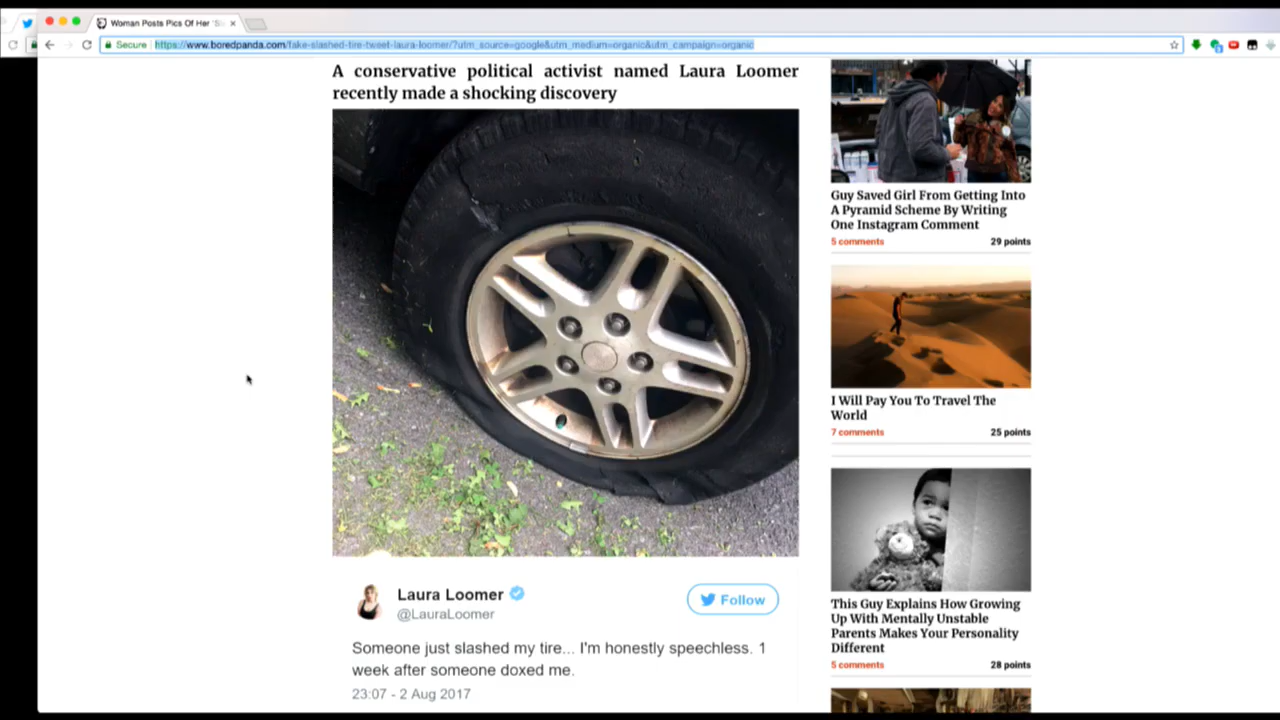 Woman Posts Pics Of Her 'Sl
Secure
https://www.boredpanda.com/fake-slashed-tire-tweet-laura-loomer/?utm_source=google&utm_medium=organic&utm_campaign=organic
A conservative political activist named Laura Loomer
recently made a shocking discovery
Laura Loomer
@LauraLoomer
Follow
Someone just slashed my tire... I'm honestly speechless. 1
week after someone doxed me.
23:07 - 2 Aug 2017
Guy Saved Girl From Getting Into
A Pyramid Scheme By Writing
One Instagram Comment
5 comments 29 points
I Will Pay You To Travel The
World
7 comments 25 points
This Guy Explains How Growing
Up With Mentally Unstable
Parents Makes Your Personality
Different
5 comments 28 points